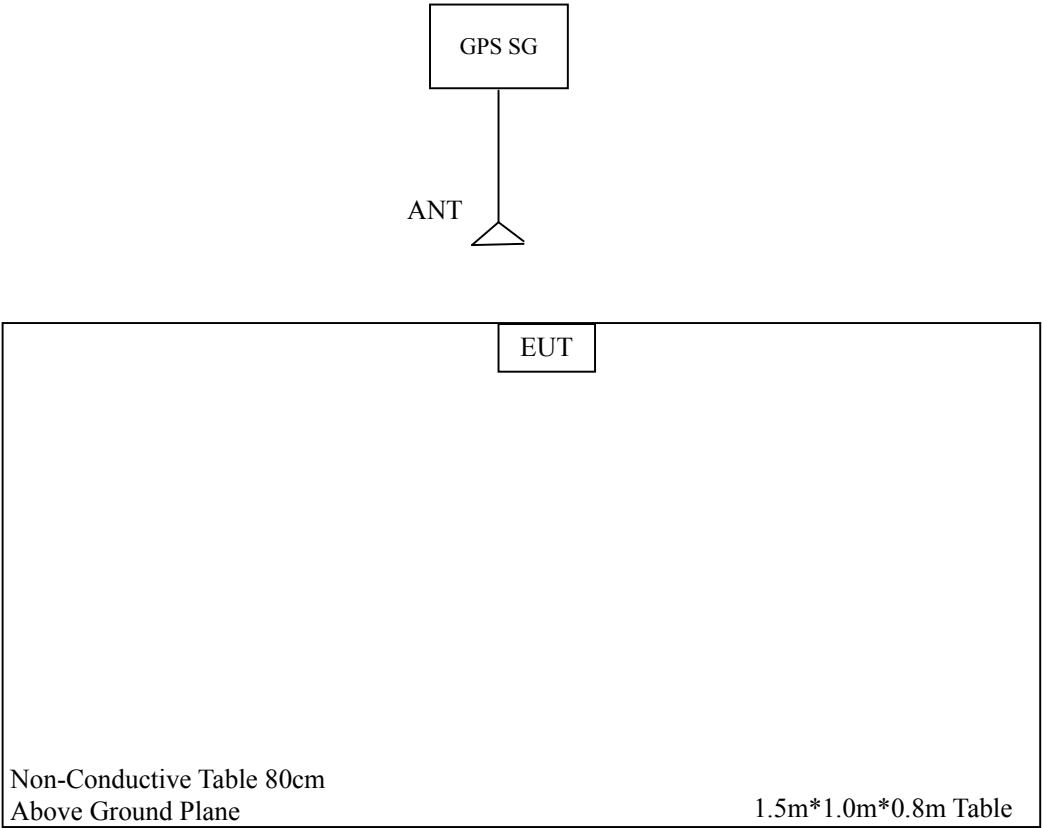 GPS SG
ANT
EUT
Non-Conductive Table 80cm
Above Ground Plane
1.5m*1.0m*0.8m Table